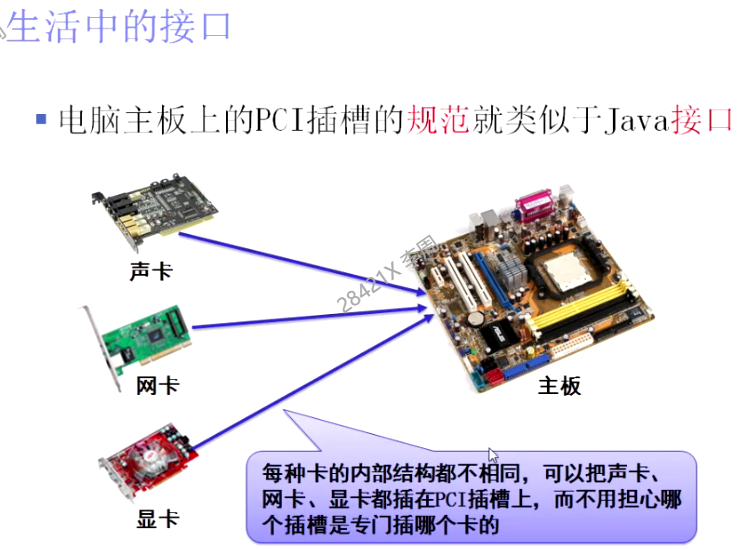 生活中的接口
电脑主板上的PCI插槽的规范就类似于Java接口
声卡
28421X 李周
网卡
主板
显卡
每种卡的内部结构都不相同，可以把声卡、
网卡、显卡都插在PCI插槽上，而不用担心哪
个插槽是专门插哪个卡的